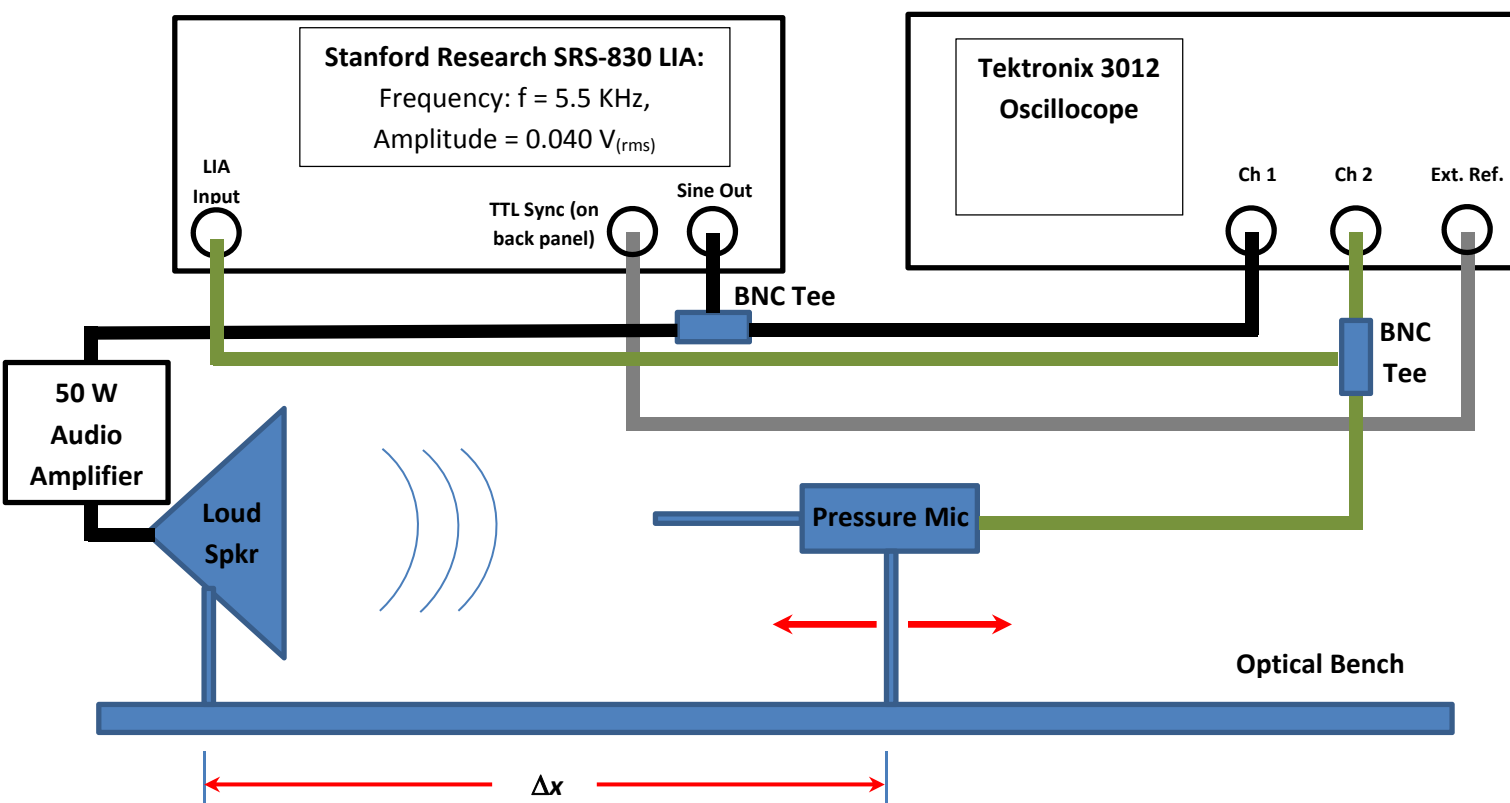 Stanford Research SRS-830 LIA:
Frequency: f = 5.5 KHz,
Amplitude = 0.040 V(rms)
LIA
Input
TTL Sync (on
back panel)
Sine Out
BNC Tee
Tektronix 3012
Oscillocope
Ch 1
Ch 2
Ext. Ref.
BNC
Tee
50 W
Audio
Amplifier
Loud
Spkr
Pressure Mic
Optical Bench
Δx